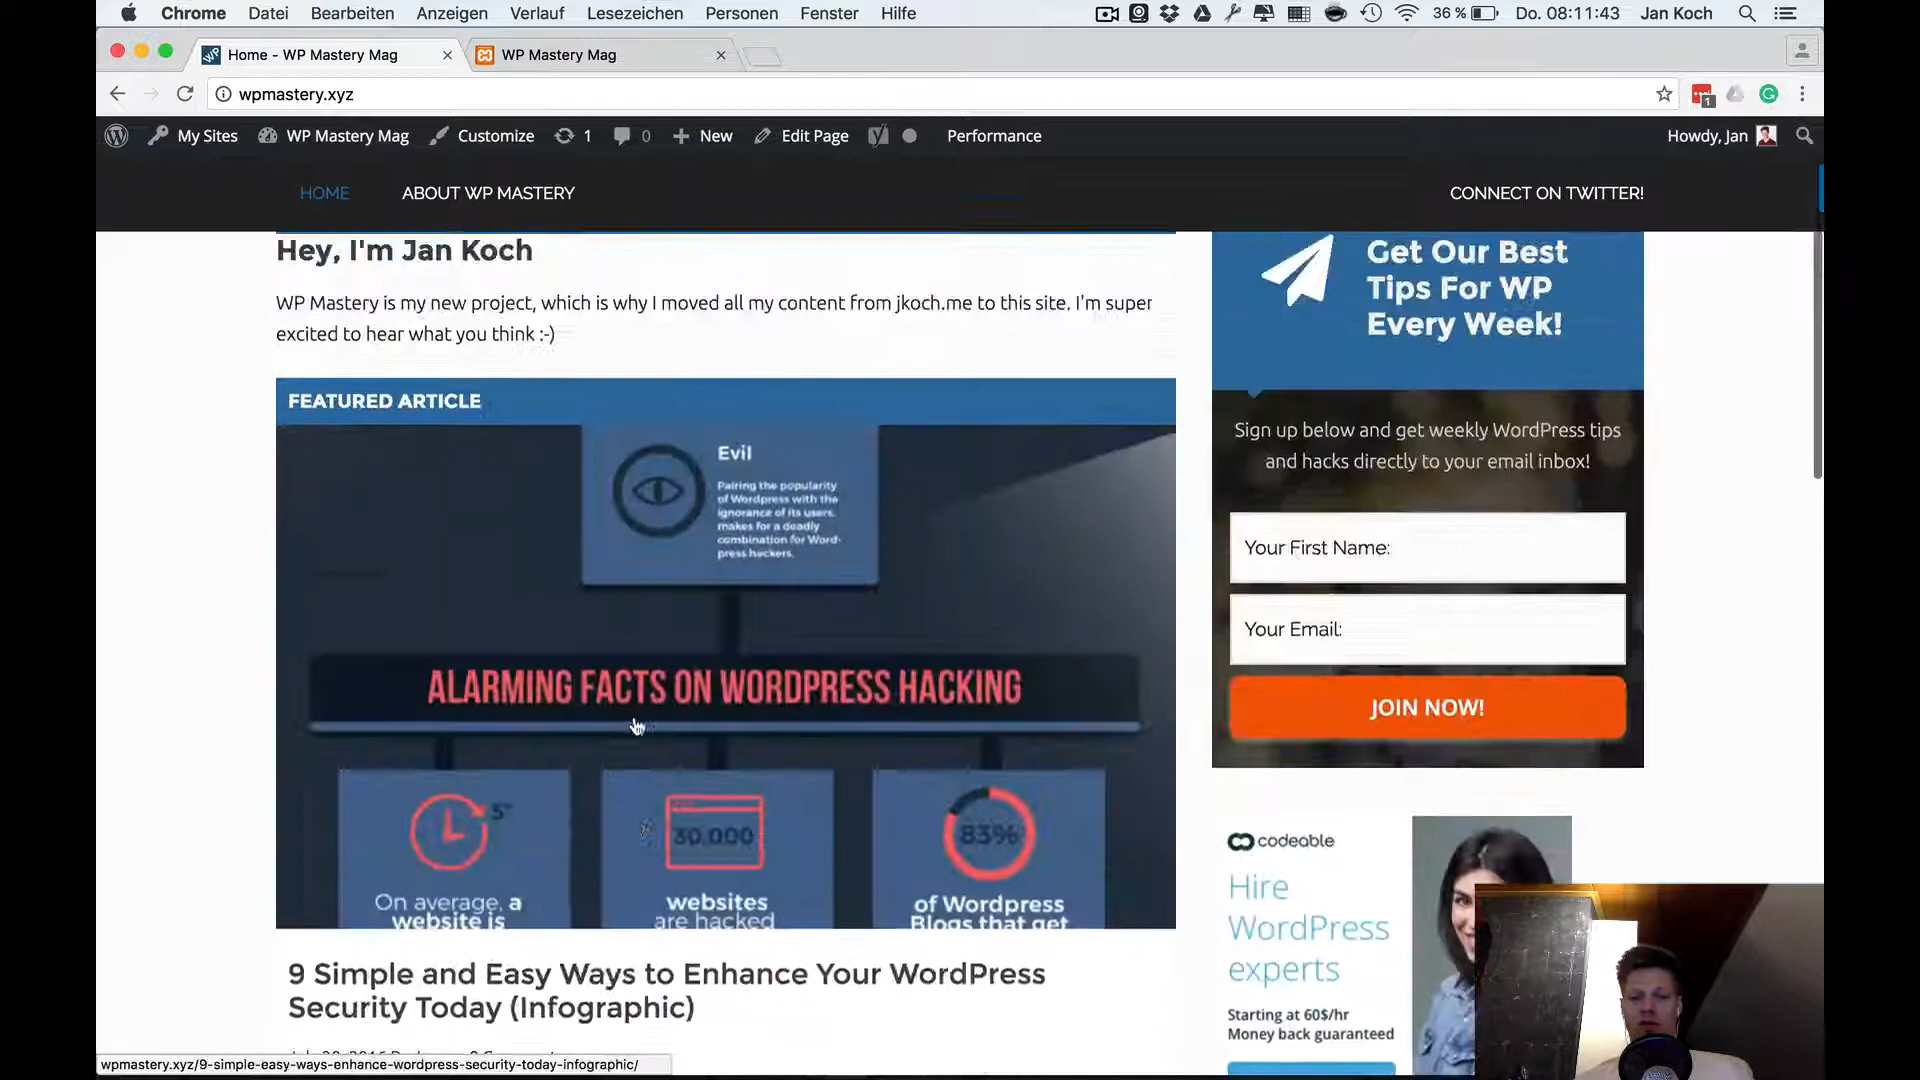 Chrome Datei Bearbeiten Anzeigen Verlauf Lesezeichen Personen Fenster Hilfe 36 % Do. 08:11:43 Jan Koch
Home - WP Mastery Mag
WP Mastery Mag
wpmastery.xyz
My Sites WP Mastery Mag Customize 1 0 New Edit Page Performance Howdy, Jan
HOME ABOUT WP MASTERY CONNECT ON TWITTER!
Hey, I'm Jan Koch
WP Mastery is my new project, which is why I moved all my content from jkoch.me to this site. I'm super
excited to hear what you think :-)
FEATURED ARTICLE
Evil
Pairing the popularity
of Wordpress with the
ignorance of its users,
makes for a deadly
combination for Word-
press hackers.
ALARMING FACTS ON WORDPRESS HACKING
5"
On average, a
website is
30,000
websites
are hacked
83%
of Wordpress
Blogs that get
9 Simple and Easy Ways to Enhance Your WordPress
Security Today (Infographic)
Get Our Best
Tips For WP
Every Week!
Sign up below and get weekly WordPress tips
and hacks directly to your email inbox!
Your First Name:
Your Email:
JOIN NOW!
codeable
Hire
WordPress
experts
Starting at 60$/hr
Money back guaranteed
wpmastery.xyz/9-simple-easy-ways-enhance-wordpress-security-today-infographic/